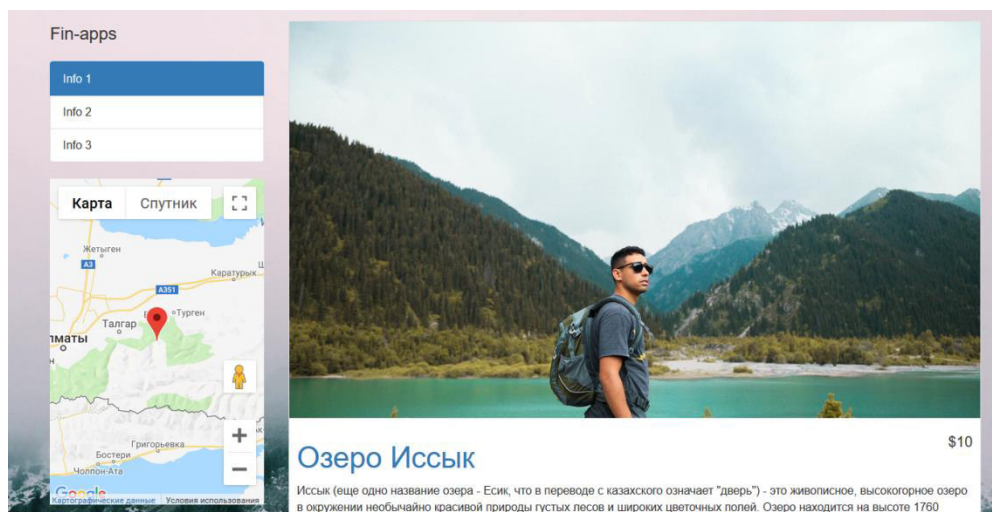 Fin-apps
Info 1
Info 2
Info 3
Карта Спутник
Жетыген
A3
Каратурык
A351
Турген
Талгар
лматы
Григорьевка
Бостери
Чолпон-Ата
Google
Картографические данные Условия использования
$10
Озеро Иссык
Иссык (еще одно название озера - Есик, что в переводе с казахского означает "дверь") - это живописное, высокогорное озеро
в окружении необычайно красивой природы густых лесов и широких цветочных полей. Озеро находится на высоте 1760